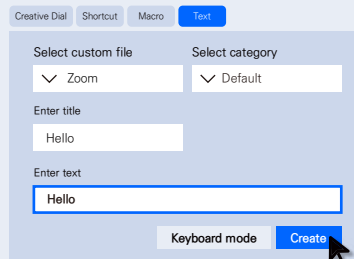 Creative Dial Shortcut Macro Text
Select custom file Select category
Zoom Default
Enter title
Hello
Enter text
Hello
Keyboard mode Create